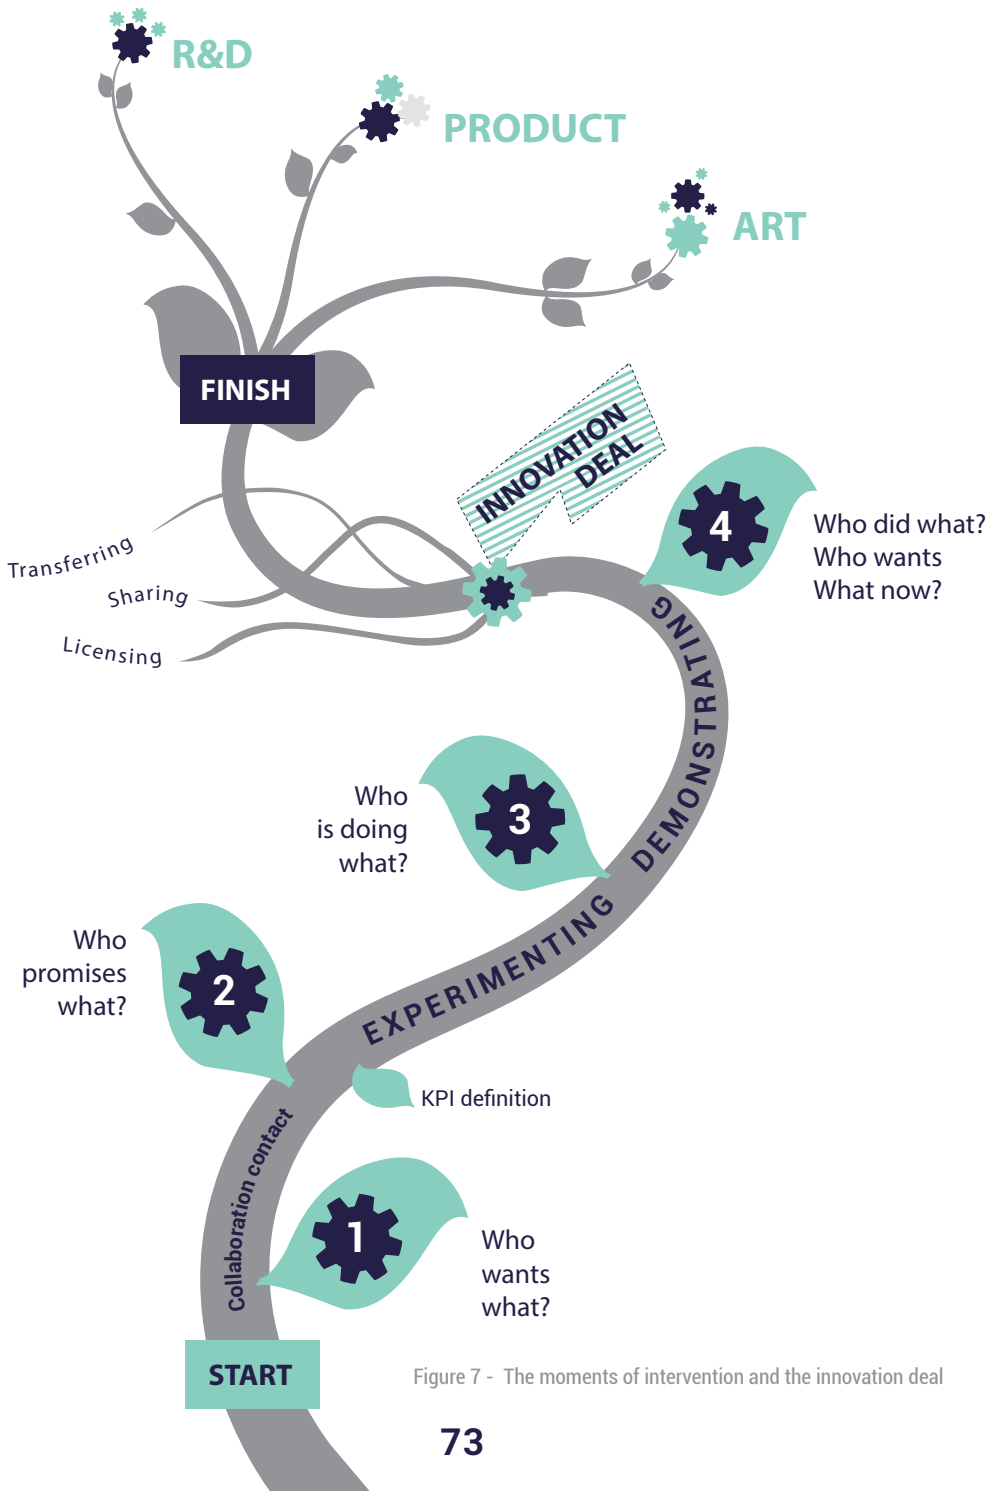 R&D
PRODUCT
ART
FINISH
INNOVATION
DEAL
4
Who did what?
Who wants
What now?
Transferring
Sharing
Licensing
DEMONSTRATING
3
Who
is doing
what?
EXPERIMENTING
2
Who
promises
what?
KPI definition
Collaboration contact
1
Who
wants
what?
START
Figure 7 - The moments of intervention and the innovation deal
73